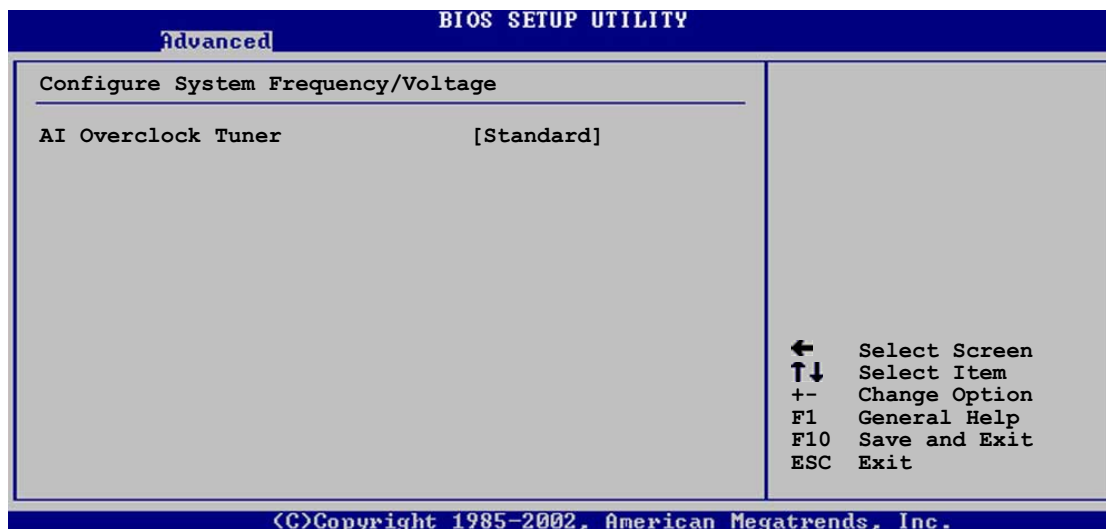 BIOS SETUP UTILITY
Advanced
Configure System Frequency/Voltage
AI Overclock Tuner [Standard]
← Select Screen
↑↓ Select Item
+- Change Option
F1 General Help
F10 Save and Exit
ESC Exit
(C)Copyright 1985-2002, American Megatrends, Inc.